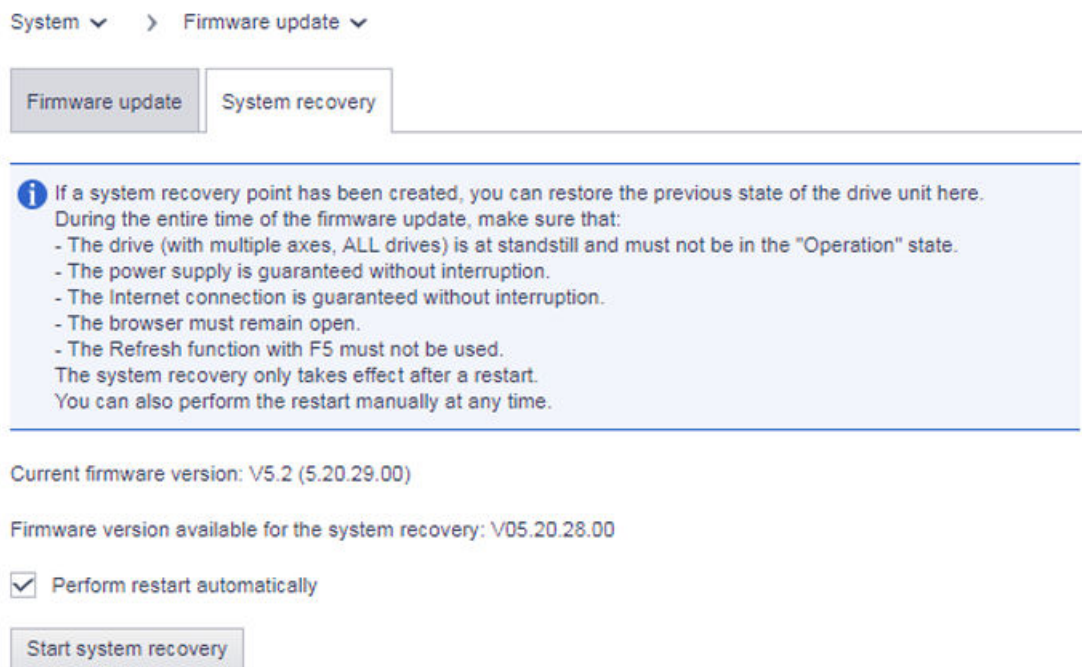 System > Firmware update
Firmware update System recovery
If a system recovery point has been created, you can restore the previous state of the drive unit here.
During the entire time of the firmware update, make sure that:
- The drive (with multiple axes, ALL drives) is at standstill and must not be in the "Operation" state.
- The power supply is guaranteed without interruption.
- The Internet connection is guaranteed without interruption.
- The browser must remain open.
- The Refresh function with F5 must not be used.
The system recovery only takes effect after a restart.
You can also perform the restart manually at any time.
Current firmware version: V5.2 (5.20.29.00)
Firmware version available for the system recovery: V05.20.28.00
Perform restart automatically
Start system recovery